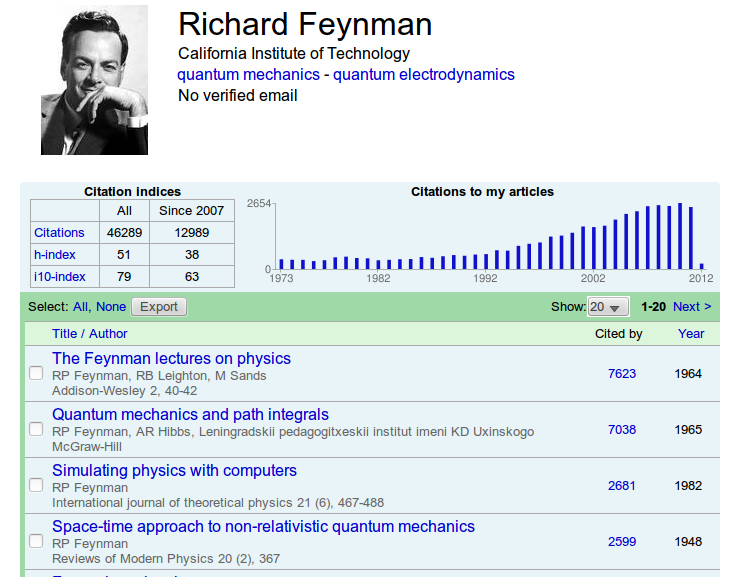 Richard Feynman
California Institute of Technology
quantum mechanics - quantum electrodynamics
No verified email
Citation indices
All Since 2007
Citations 46289 12989
h-index 51 38
i10-index 79 63
Citations to my articles
2654
0
1973 1982 1992 2002 2012
Select: All, None Export Show: 20 1-20 Next >
Title / Author Cited by Year
The Feynman lectures on physics
RP Feynman, RB Leighton, M Sands 7623 1964
Addison-Wesley 2, 40-42
Quantum mechanics and path integrals
RP Feynman, AR Hibbs, Leningradskii pedagogitxeskii institut imeni KD Uxinskogo 7038 1965
McGraw-Hill
Simulating physics with computers
RP Feynman 2681 1982
International journal of theoretical physics 21 (6), 467-488
Space-time approach to non-relativistic quantum mechanics
RP Feynman 2599 1948
Reviews of Modern Physics 20 (2), 367